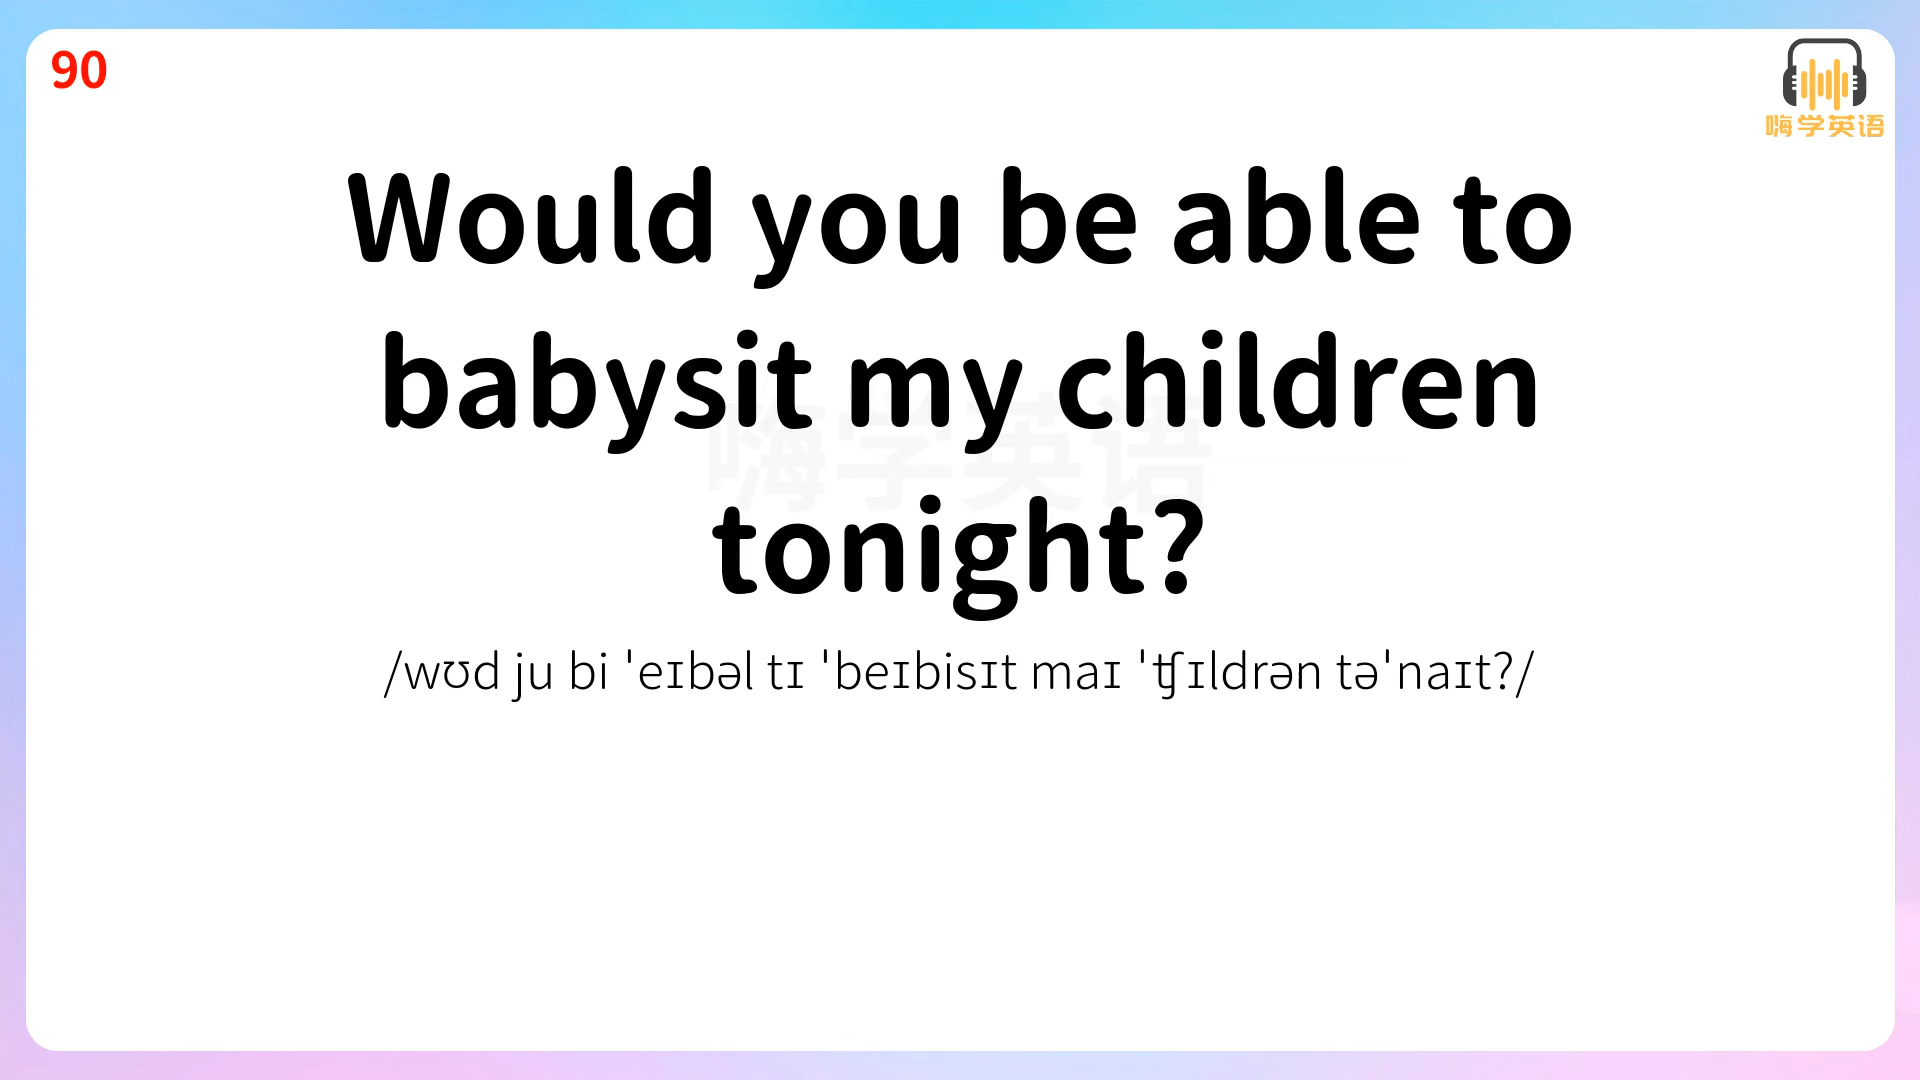 90
嗨学英语
Would you be able to
babysit my children
嗨学英语
tonight?
/wʊd ju bi ˈeɪbəl tɪ ˈbeɪbisɪt maɪ ˈʧɪldrən təˈnaɪt?/